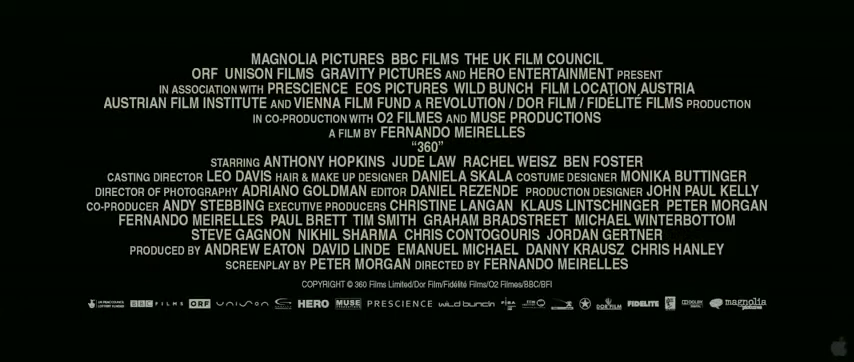 MAGNOLIA PICTURES BBC FILMS THE UK FILM COUNCIL
ORF UNISON FILMS GRAVITY PICTURES AND HERO ENTERTAINMENT PRESENT
IN ASSOCIATION WITH PRESCIENCE EOS PICTURES WILD BUNCH FILM LOCATION AUSTRIA
AUSTRIAN FILM INSTITUTE AND VIENNA FILM FUND A REVOLUTION / DOR FILM / FIDÉLITÉ FILMS PRODUCTION
IN CO-PRODUCTION WITH O2 FILMES AND MUSE PRODUCTIONS
A FILM BY FERNANDO MEIRELLES
“360”
STARRING ANTHONY HOPKINS JUDE LAW RACHEL WEISZ BEN FOSTER
CASTING DIRECTOR LEO DAVIS HAIR & MAKE UP DESIGNER DANIELA SKALA COSTUME DESIGNER MONIKA BUTTINGER
DIRECTOR OF PHOTOGRAPHY ADRIANO GOLDMAN EDITOR DANIEL REZENDE PRODUCTION DESIGNER JOHN PAUL KELLY
CO-PRODUCER ANDY STEBBING EXECUTIVE PRODUCERS CHRISTINE LANGAN KLAUS LINTSCHINGER PETER MORGAN
FERNANDO MEIRELLES PAUL BRETT TIM SMITH GRAHAM BRADSTREET MICHAEL WINTERBOTTOM
STEVE GAGNON NIKHIL SHARMA CHRIS CONTOGOURIS JORDAN GERTNER
PRODUCED BY ANDREW EATON DAVID LINDE EMANUEL MICHAEL DANNY KRAUSZ CHRIS HANLEY
SCREENPLAY BY PETER MORGAN DIRECTED BY FERNANDO MEIRELLES
COPYRIGHT © 360 Films Limited/Dor Film/Fidélité Films/O2 Filmes/BBC/BFI
BBC FILMS ORF unison HERO MUSE PRESCIENCE wild bunch DOR FILM FIDELITE DOLBY magnolia pictures